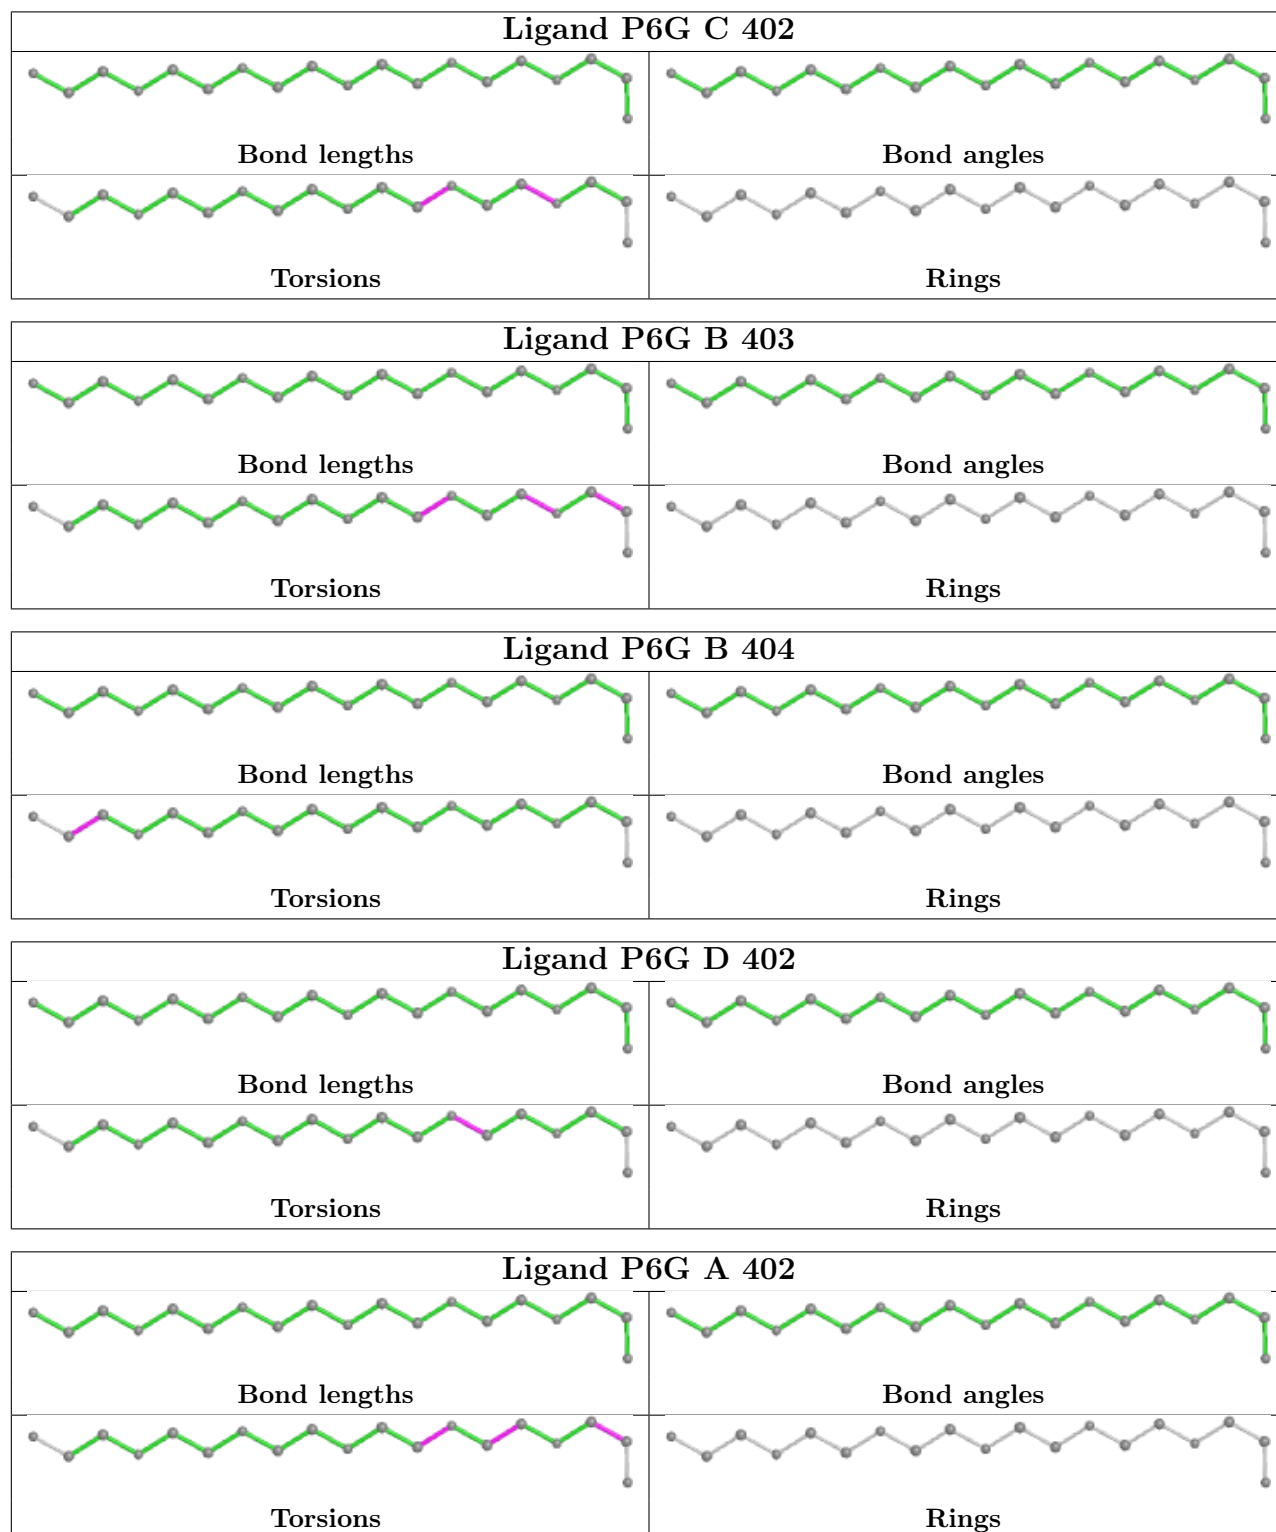 Ligand P6G C 402
Bond lengths
Bond angles
Torsions
Rings
Ligand P6G B 403
Bond lengths
Bond angles
Torsions
Rings
Ligand P6G B 404
Bond lengths
Bond angles
Torsions
Rings
Ligand P6G D 402
Bond lengths
Bond angles
Torsions
Rings
Ligand P6G A 402
Bond lengths
Bond angles
Torsions
Rings